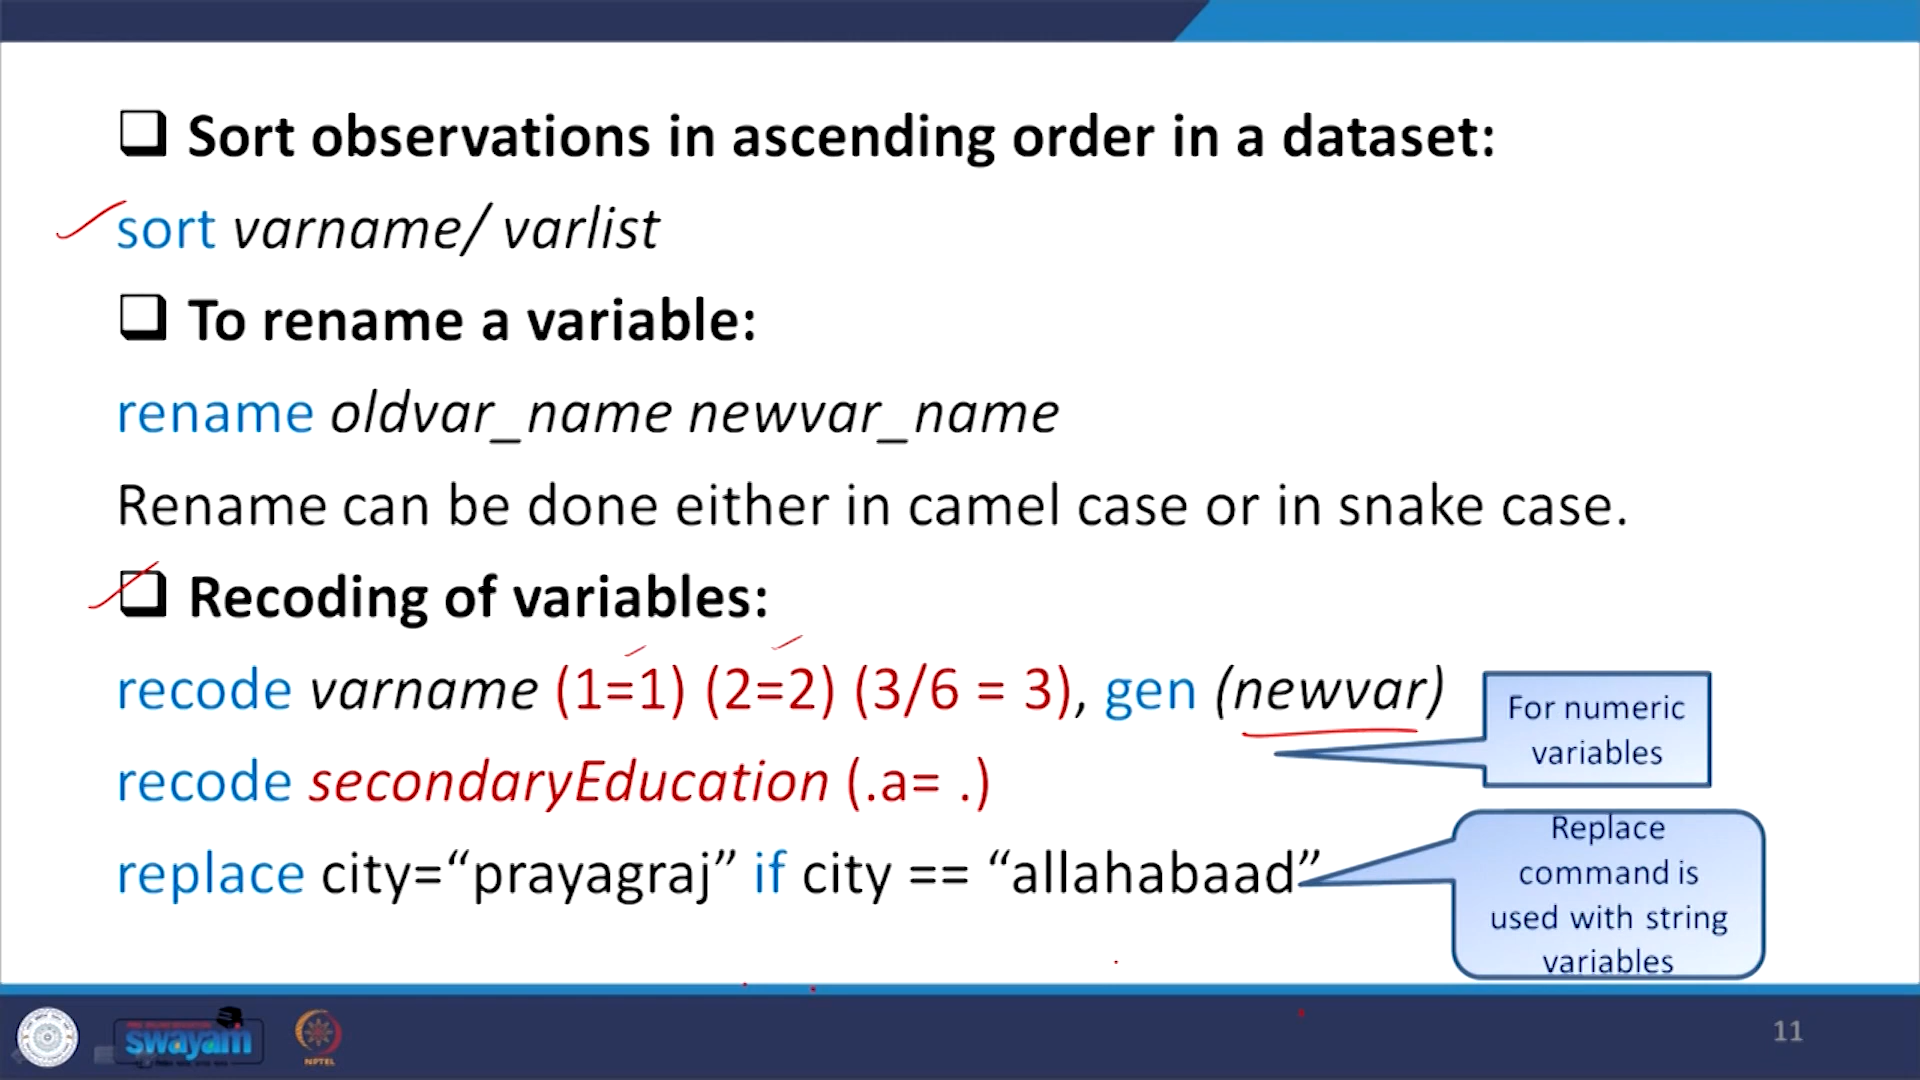 ❑ Sort observations in ascending order in a dataset:
sort varname/ varlist
❑ To rename a variable:
rename oldvar_name newvar_name
Rename can be done either in camel case or in snake case.
❑ Recoding of variables:
recode varname (1=1) (2=2) (3/6 = 3), gen (newvar)
For numeric
variables
recode secondaryEducation (.a= .)
replace city=“prayagraj” if city == “allahabaad”
Replace
command is
used with string
variables
swayam
NPTEL
11